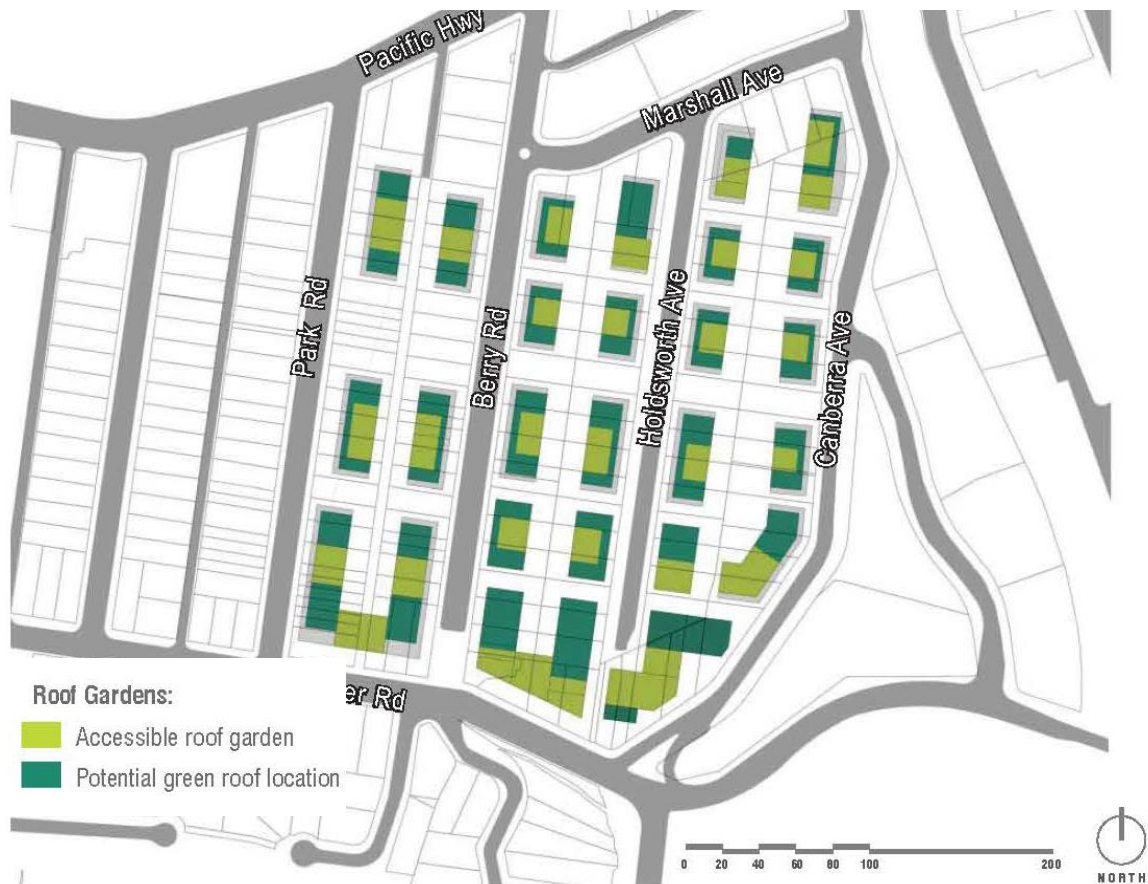 Pacific Hwy
Marshall Ave
Park Rd
Berry Rd
Holdsworth Ave
Canberra Ave
er Rd
Roof Gardens:
Accessible roof garden
Potential green roof location
0 20 40 60 80 100 200
NORTH